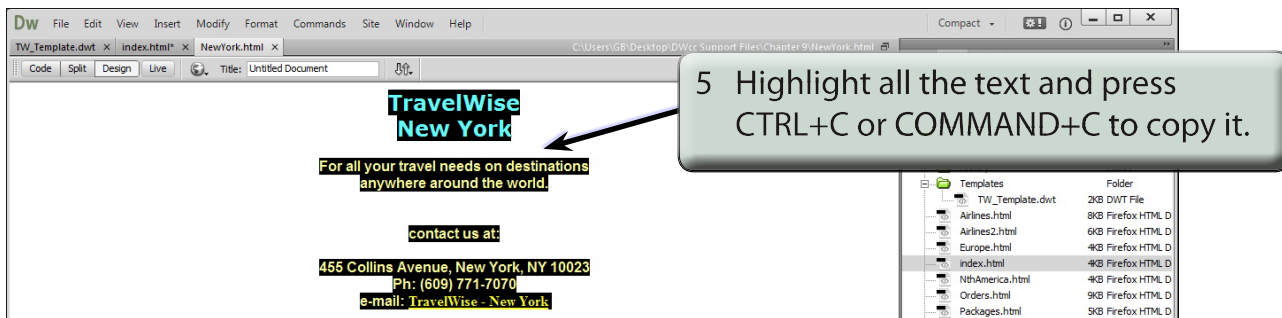 Dw File Edit View Insert Modify Format Commands Site Window Help Compact
TW_Template.dwt × index.html* × NewYork.html × C:\Users\GB\Desktop\DWcc Support Files\Chapter 9\NewYork.html
Code Split Design Live Title: Untitled Document
TravelWise
New York
For all your travel needs on destinations
anywhere around the world.
contact us at:
455 Collins Avenue, New York, NY 10023
Ph: (609) 771-7070
e-mail: TravelWise - New York
5 Highlight all the text and press
CTRL+C or COMMAND+C to copy it.
Templates Folder
TW_Template.dwt 2KB DWT File
Airlines.html 8KB Firefox HTML D
Airlines2.html 6KB Firefox HTML D
Europe.html 4KB Firefox HTML D
index.html 4KB Firefox HTML D
NthAmerica.html 4KB Firefox HTML D
Orders.html 9KB Firefox HTML D
Packages.html 5KB Firefox HTML D